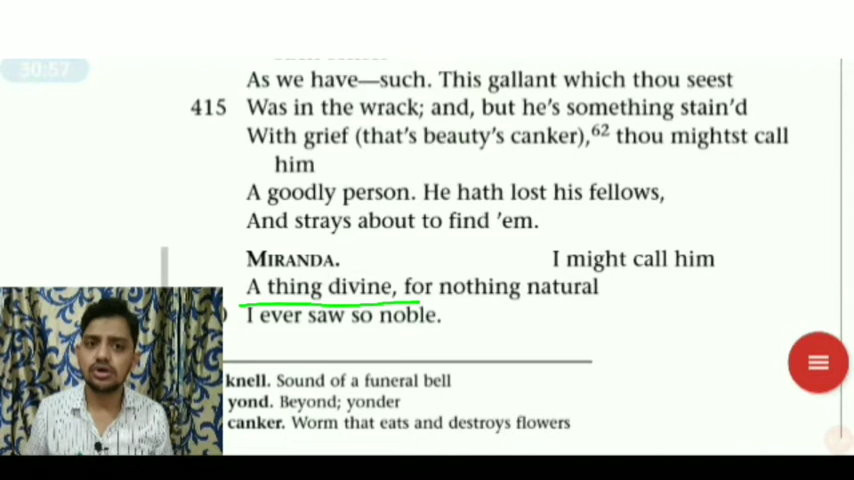 30:57
As we have—such. This gallant which thou seest
415 Was in the wrack; and, but he's something stain'd
With grief (that's beauty's canker),⁶² thou mightst call
him
A goodly person. He hath lost his fellows,
And strays about to find 'em.
MIRANDA. I might call him
A thing divine, for nothing natural
I ever saw so noble.
knell. Sound of a funeral bell
yond. Beyond; yonder
canker. Worm that eats and destroys flowers